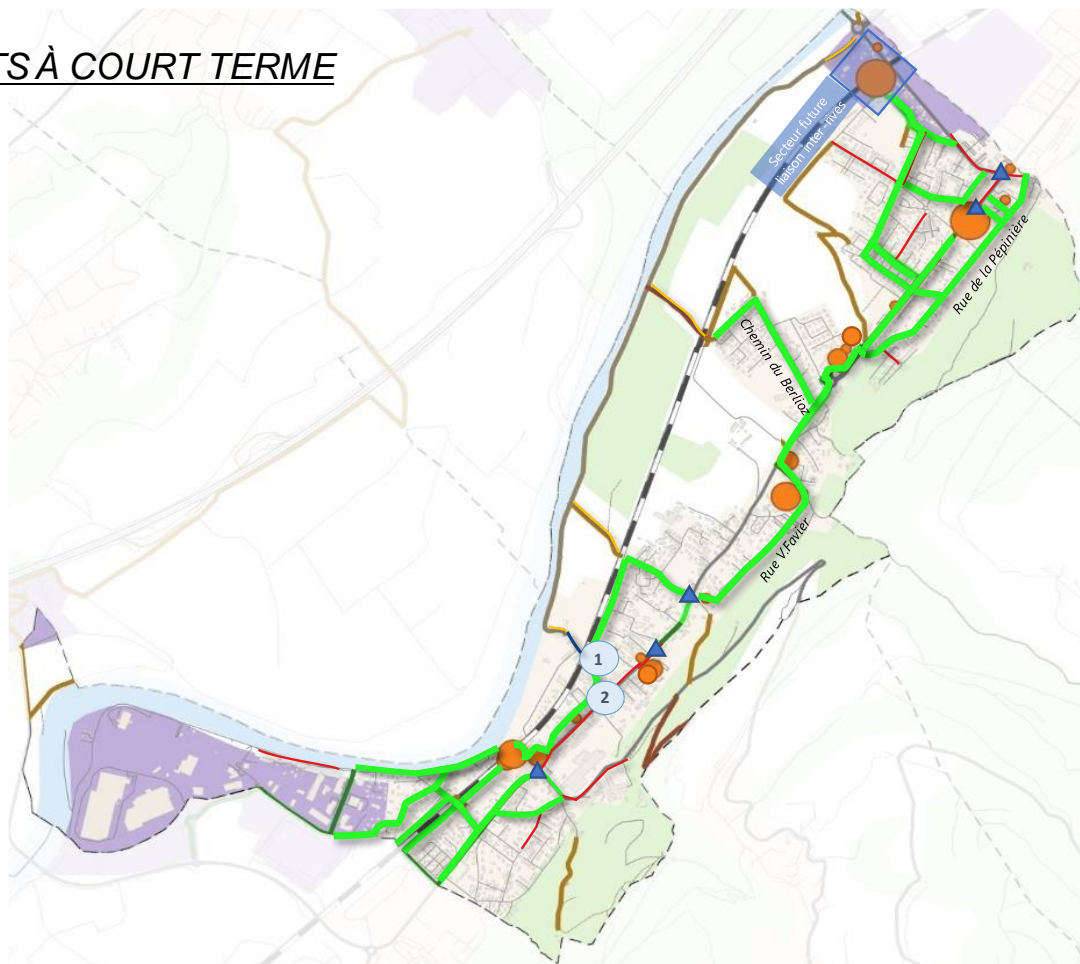 TS À COURT TERME
Secteur future
liaison inter-rives
Rue de la Pépinière
Chemin du Berlioz
Rue V.Favier
1
2